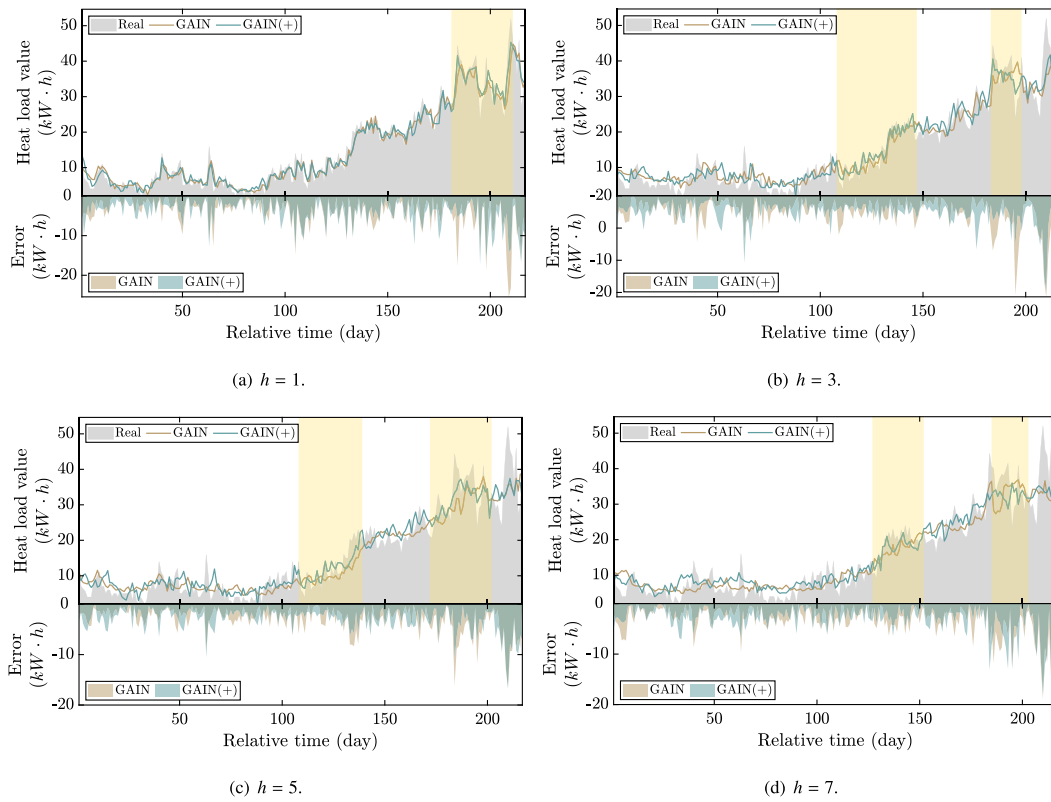 Real GAIN GAIN(+)
Heat load value
(kW · h)
50
40
30
20
10
0
Error
(kW · h)
-10
-20
GAIN GAIN(+)
50 100 150 200
Relative time (day)
(a) h = 1.
Real GAIN GAIN(+)
Heat load value
(kW · h)
50
40
30
20
10
-20
Error
(kW · h)
0
-10
-20
GAIN GAIN(+)
50 100 150 200
Relative time (day)
(b) h = 3.
Real GAIN GAIN(+)
Heat load value
(kW · h)
50
40
30
20
10
0
Error
(kW · h)
-10
-20
GAIN GAIN(+)
50 100 150 200
Relative time (day)
(c) h = 5.
Real GAIN GAIN(+)
Heat load value
(kW · h)
50
40
30
20
10
0
Error
(kW · h)
-10
-20
GAIN GAIN(+)
50 100 150 200
Relative time (day)
(d) h = 7.